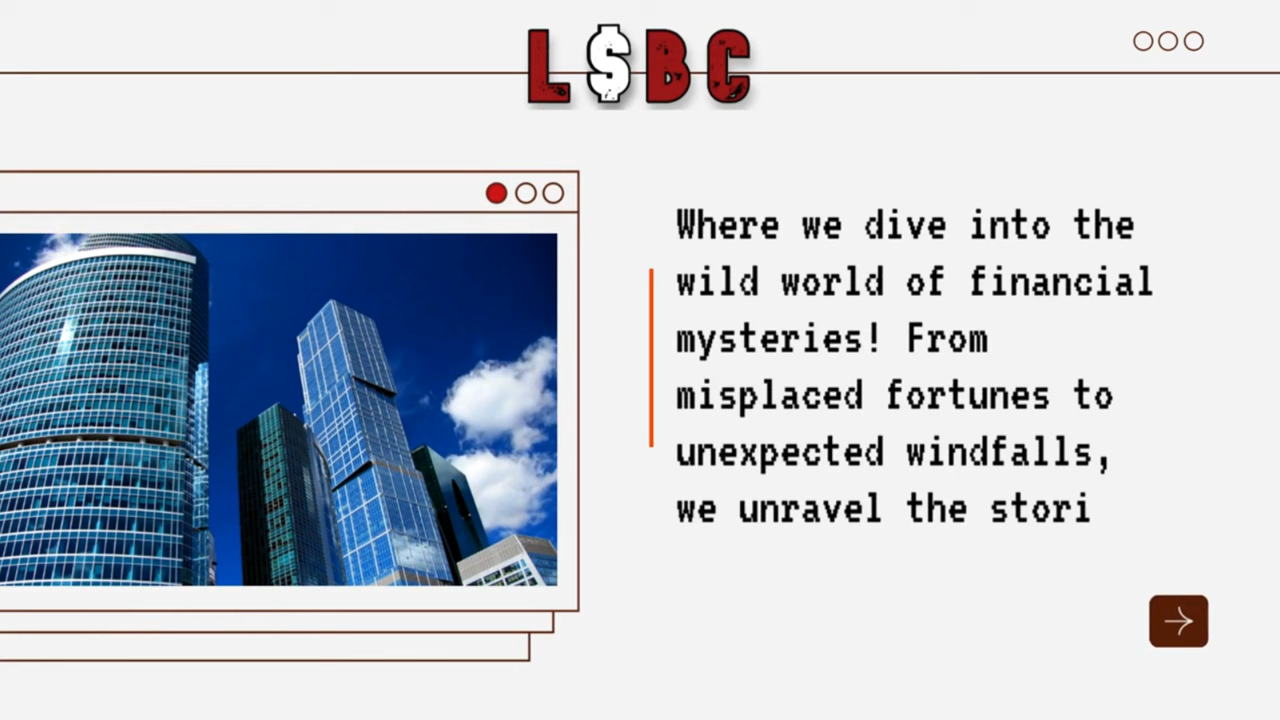 L$BC
Where we dive into the
wild world of financial
mysteries! From
misplaced fortunes to
unexpected windfalls,
we unravel the stori